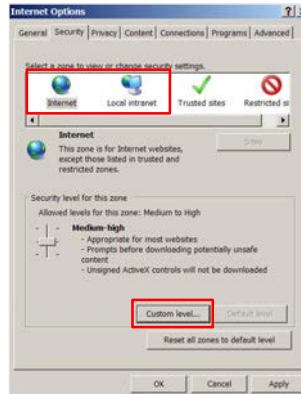 Internet Options
General Security Privacy Content Connections Programs Advanced
Select a zone to view or change security settings.
Internet Local intranet Trusted sites Restricted si
Internet
Sites
This zone is for Internet websites,
except those listed in trusted and
restricted zones.
Security level for this zone
Allowed levels for this zone: Medium to High
Medium-high
- Appropriate for most websites
- Prompts before downloading potentially unsafe
content
- Unsigned ActiveX controls will not be downloaded
Custom level... Default level
Reset all zones to default level
OK Cancel Apply